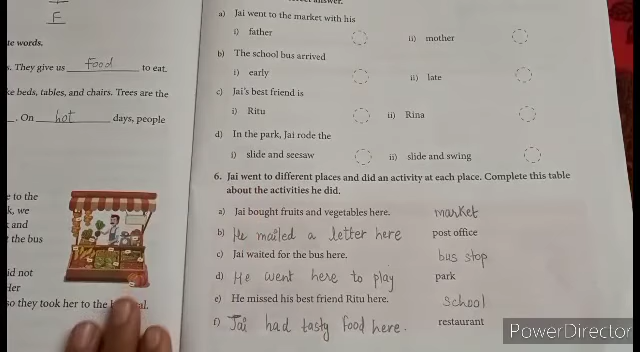 F
answer.
te words.
s. They give us food to eat.
ke beds, tables, and chairs. Trees are the
. On hot days, people
e to the
k, we
and
the bus
id not
Her
so they took her to the
a) Jai went to the market with his
i) father ii) mother
b) The school bus arrived
i) early ii) late
c) Jai's best friend is
i) Ritu ii) Rina
d) In the park, Jai rode the
i) slide and seesaw ii) slide and swing
6. Jai went to different places and did an activity at each place. Complete this table
about the activities he did.
a) Jai bought fruits and vegetables here. market
b) He mailed a letter here post office
c) Jai waited for the bus here. bus stop
d) He went here to play park
e) He missed his best friend Ritu here. school
f) Jai had tasty food here. restaurant
PowerDirector